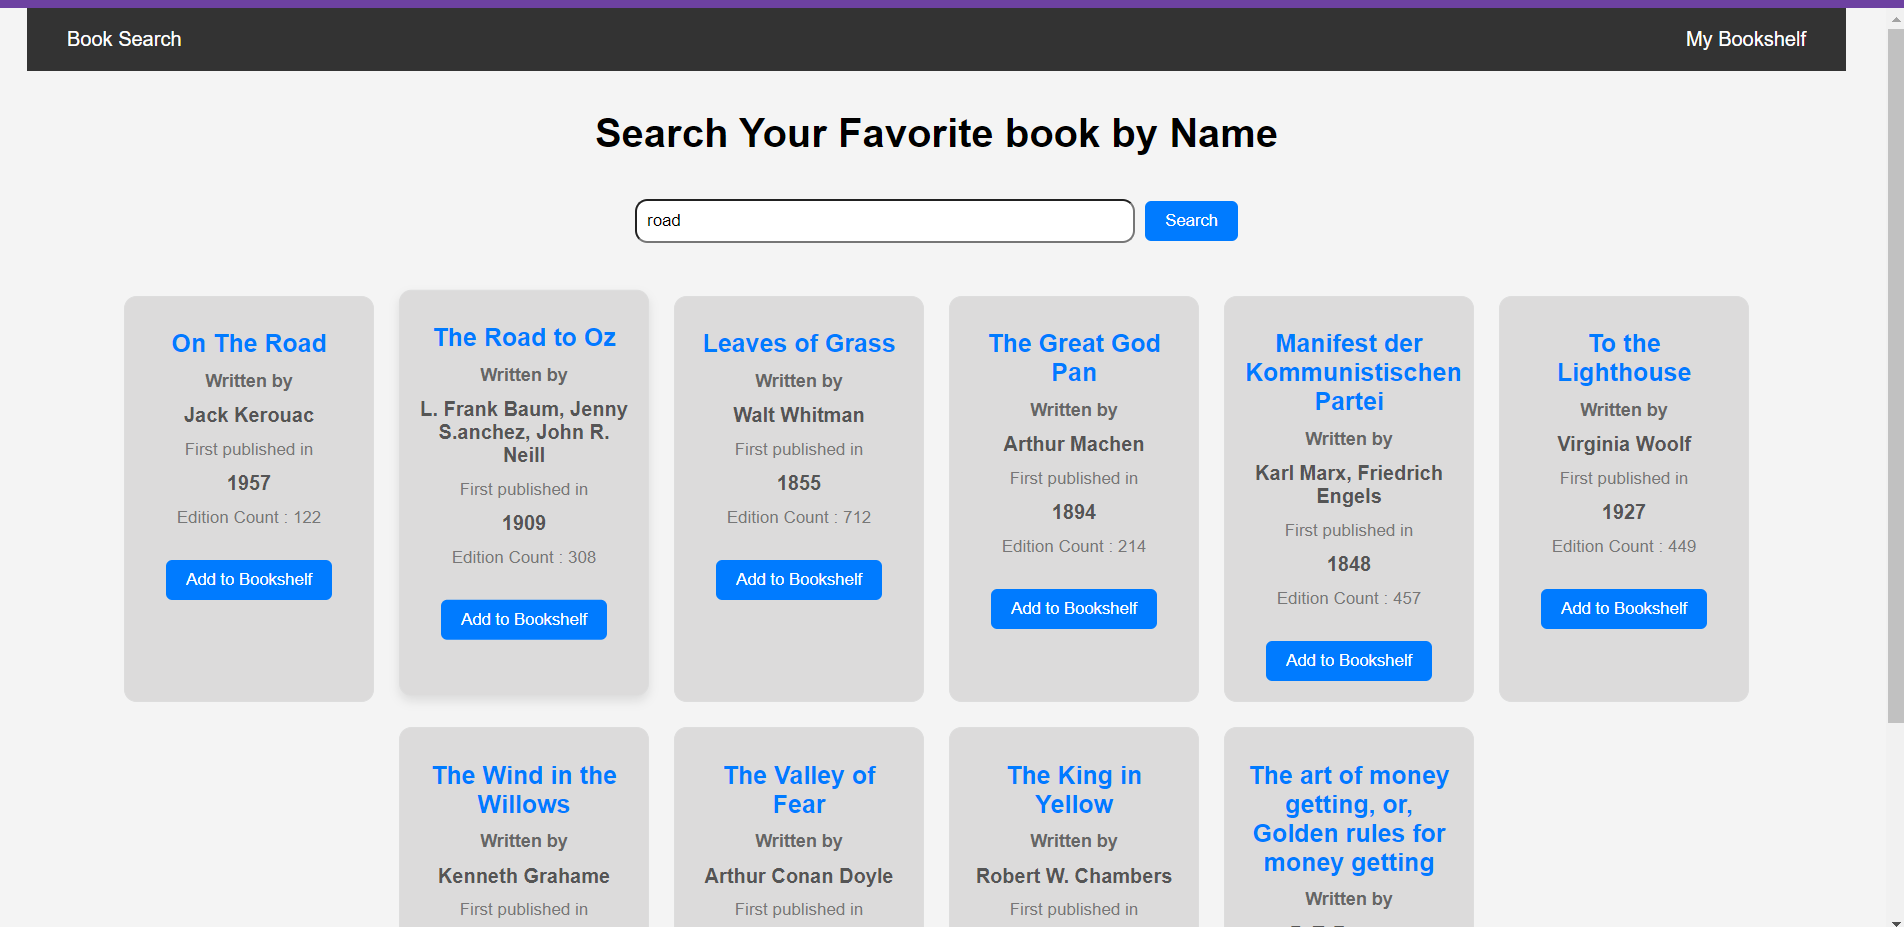 Book Search
My Bookshelf
Search Your Favorite book by Name
road
Search
On The Road
Written by
Jack Kerouac
First published in
1957
Edition Count : 122
Add to Bookshelf
The Road to Oz
Written by
L. Frank Baum, Jenny
S.anchez, John R.
Neill
First published in
1909
Edition Count : 308
Add to Bookshelf
Leaves of Grass
Written by
Walt Whitman
First published in
1855
Edition Count : 712
Add to Bookshelf
The Great God
Pan
Written by
Arthur Machen
First published in
1894
Edition Count : 214
Add to Bookshelf
Manifest der
Kommunistischen
Partei
Written by
Karl Marx, Friedrich
Engels
First published in
1848
Edition Count : 457
Add to Bookshelf
To the
Lighthouse
Written by
Virginia Woolf
First published in
1927
Edition Count : 449
Add to Bookshelf
The Wind in the
Willows
Written by
Kenneth Grahame
First published in
The Valley of
Fear
Written by
Arthur Conan Doyle
First published in
The King in
Yellow
Written by
Robert W. Chambers
First published in
The art of money
getting, or,
Golden rules for
money getting
Written by